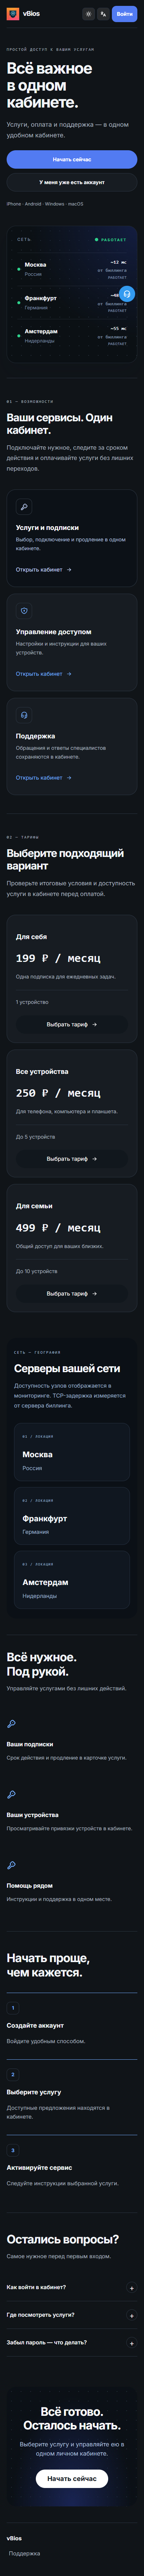 vBios
Войти
ПРОСТОЙ ДОСТУП К ВАШИМ УСЛУГАМ
Всё важное
в одном
кабинете.
Услуги, оплата и поддержка — в одном
удобном кабинете.
Начать сейчас
У меня уже есть аккаунт
iPhone · Android · Windows · macOS
СЕТЬ
РАБОТАЕТ
Москва
~12 мс
Россия
от биллинга
РАБОТАЕТ
Франкфурт
Германия
от биллинга
РАБОТАЕТ
Амстердам
~55 мс
Нидерланды
от биллинга
РАБОТАЕТ
01 — ВОЗМОЖНОСТИ
Ваши сервисы. Один
кабинет.
Подключайте нужное, следите за сроком
действия и оплачивайте услуги без лишних
переходов.
Услуги и подписки
Выбор, подключение и продление в одном
кабинете.
Открыть кабинет →
Управление доступом
Настройки и инструкции для ваших
устройств.
Открыть кабинет →
Поддержка
Обращения и ответы специалистов
сохраняются в кабинете.
Открыть кабинет →
02 — ТАРИФЫ
Выберите подходящий
вариант
Проверьте итоговые условия и доступность
услуги в кабинете перед оплатой.
Для себя
199 ₽ / месяц
Одна подписка для ежедневных задач.
1 устройство
Выбрать тариф →
Все устройства
250 ₽ / месяц
Для телефона, компьютера и планшета.
До 5 устройств
Выбрать тариф →
Для семьи
499 ₽ / месяц
Общий доступ для ваших близких.
До 10 устройств
Выбрать тариф →
СЕТЬ — ГЕОГРАФИЯ
Серверы вашей сети
Доступность узлов отображается в
мониторинге. TCP-задержка измеряется
от сервера биллинга.
01 / ЛОКАЦИЯ
Москва
Россия
02 / ЛОКАЦИЯ
Франкфурт
Германия
03 / ЛОКАЦИЯ
Амстердам
Нидерланды
Всё нужное.
Под рукой.
Управляйте услугами без лишних действий.
Ваши подписки
Срок действия и продление в карточке услуги.
Ваши устройства
Просматривайте привязки устройств в кабинете.
Помощь рядом
Инструкции и поддержка в одном месте.
Начать проще,
чем кажется.
1
Создайте аккаунт
Войдите удобным способом.
2
Выберите услугу
Доступные предложения находятся в
кабинете.
3
Активируйте сервис
Следуйте инструкции выбранной услуги.
Остались вопросы?
Самое нужное перед первым входом.
Как войти в кабинет?
+
Где посмотреть услуги?
+
Забыл пароль — что делать?
+
Всё готово.
Осталось начать.
Выберите услугу и управляйте ею в
одном личном кабинете.
Начать сейчас
vBios
Поддержка